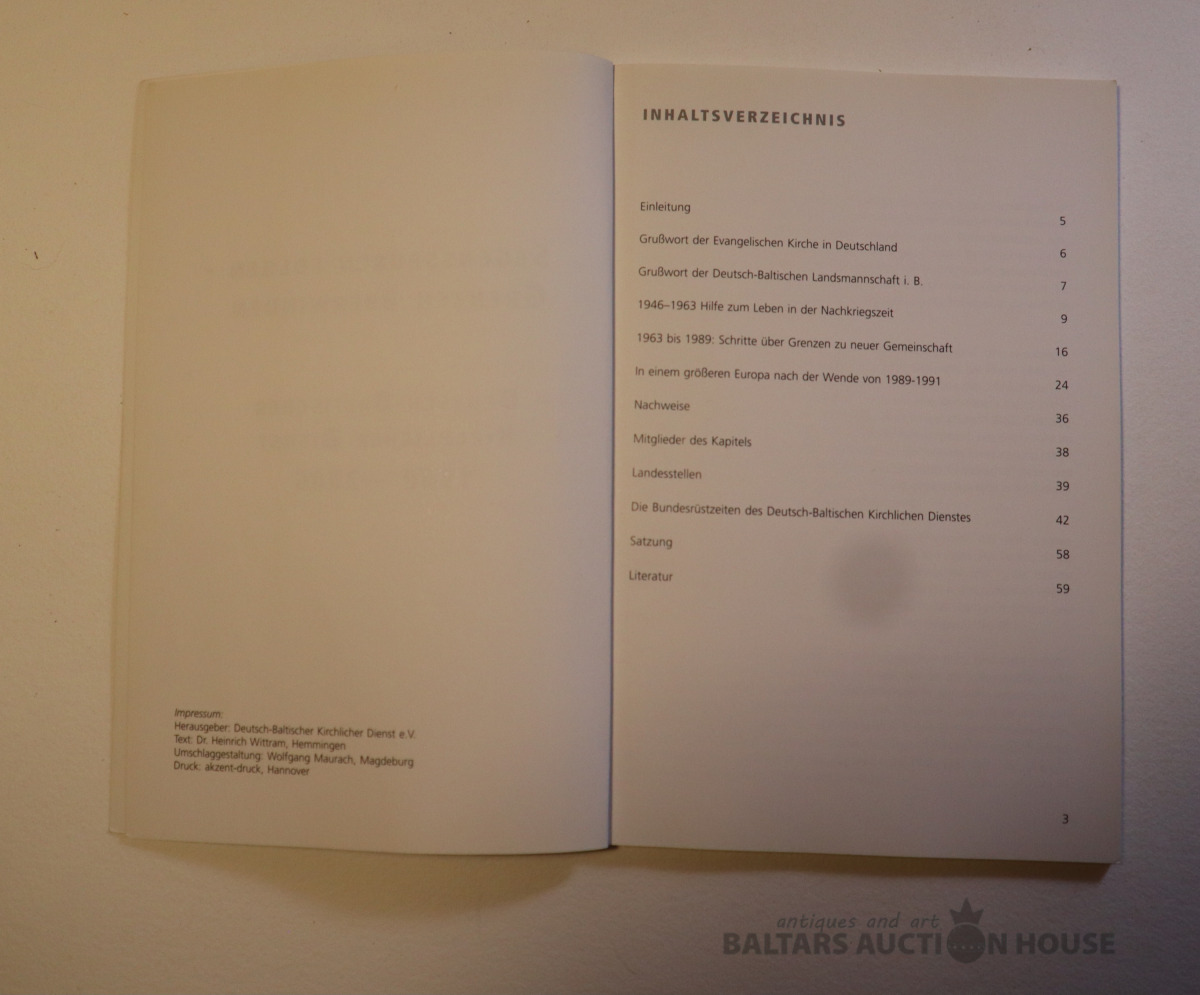 Impressum:
Herausgeber: Deutsch-Baltischer Kirchlicher Dienst e.V.
Text: Dr. Heinrich Wittram, Hemmingen
Umschlaggestaltung: Wolfgang Maurach, Magdeburg
Druck: akzent-druck, Hannover
INHALTSVERZEICHNIS
Einleitung 5
Grußwort der Evangelischen Kirche in Deutschland 6
Grußwort der Deutsch-Baltischen Landsmannschaft i. B. 7
1946–1963 Hilfe zum Leben in der Nachkriegszeit 9
1963 bis 1989: Schritte über Grenzen zu neuer Gemeinschaft 16
In einem größeren Europa nach der Wende von 1989-1991 24
Nachweise 36
Mitglieder des Kapitels 38
Landesstellen 39
Die Bundesrüstzeiten des Deutsch-Baltischen Kirchlichen Dienstes 42
Satzung 58
Literatur 59
3
antiques and art
BALTARS AUCTION HOUSE